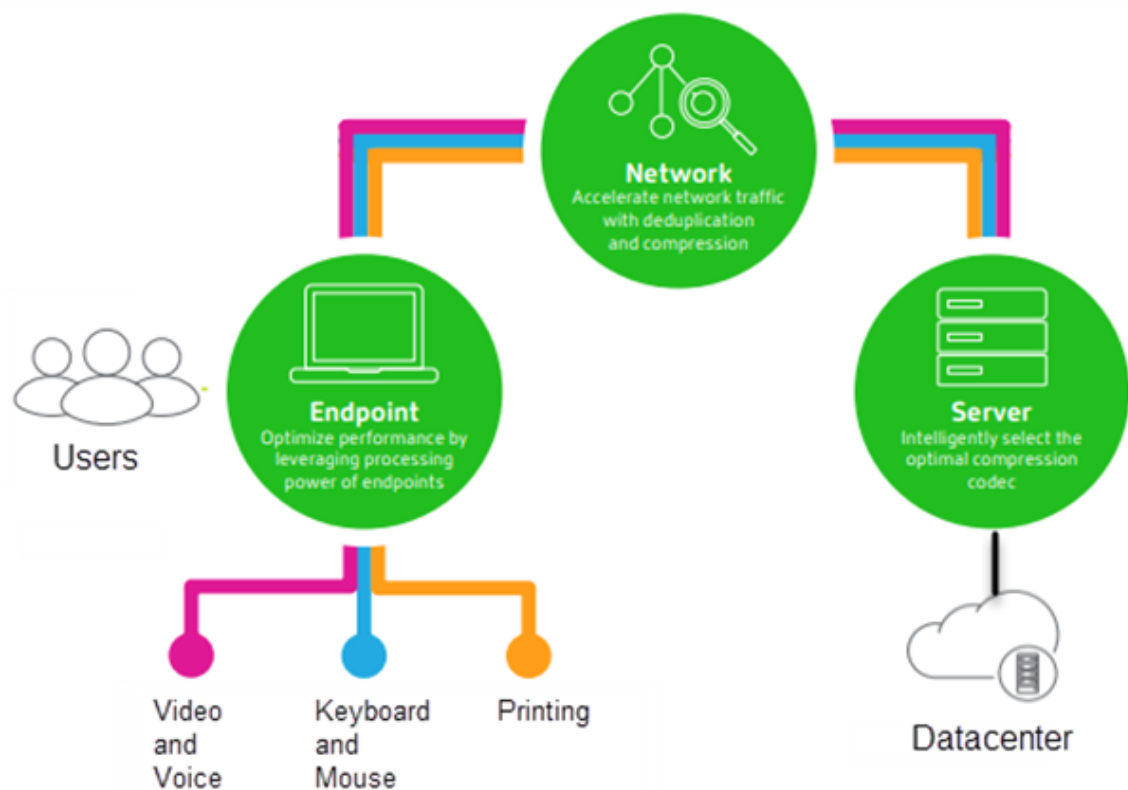 Network
Accelerate network traffic
with deduplication
and compression
Endpoint
Optimize performance by
leveraging processing
power of endpoints
Server
Intelligently select the
optimal compression
codec
Users
Video
and
Voice
Keyboard
and
Mouse
Printing
Datacenter